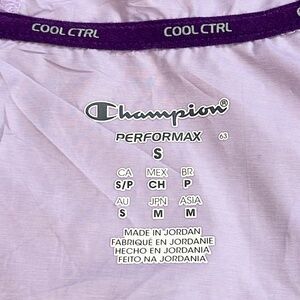 COOL CTRL COOL CTRL
Champion®
PERFORMAX 63
S
CA MEX BR
S/P CH P
AU JPN ASIA
S M M
MADE IN JORDAN
FABRIQUÉ EN JORDANIE
HECHO EN JORDANIA
FEITO NA JORDÂNIA